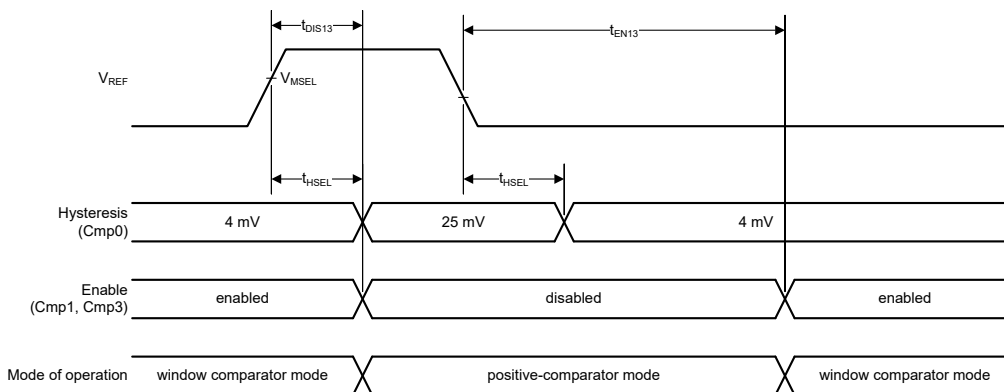 tDIS13
tEN13
VREF
VMSEL
tHSEL
tHSEL
Hysteresis
(Cmp0)
4 mV
25 mV
4 mV
Enable
(Cmp1, Cmp3)
enabled
disabled
enabled
Mode of operation
window comparator mode
positive-comparator mode
window comparator mode